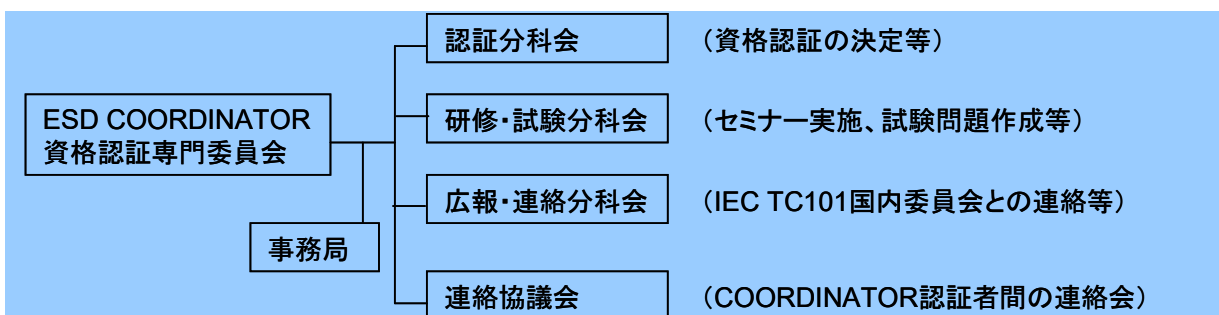 認証分科会 （資格認証の決定等）
ESD COORDINATOR
資格認証専門委員会
研修・試験分科会 （セミナー実施、試験問題作成等）
広報・連絡分科会 （IEC TC101国内委員会との連絡等）
事務局
連絡協議会 （COORDINATOR認証者間の連絡会）